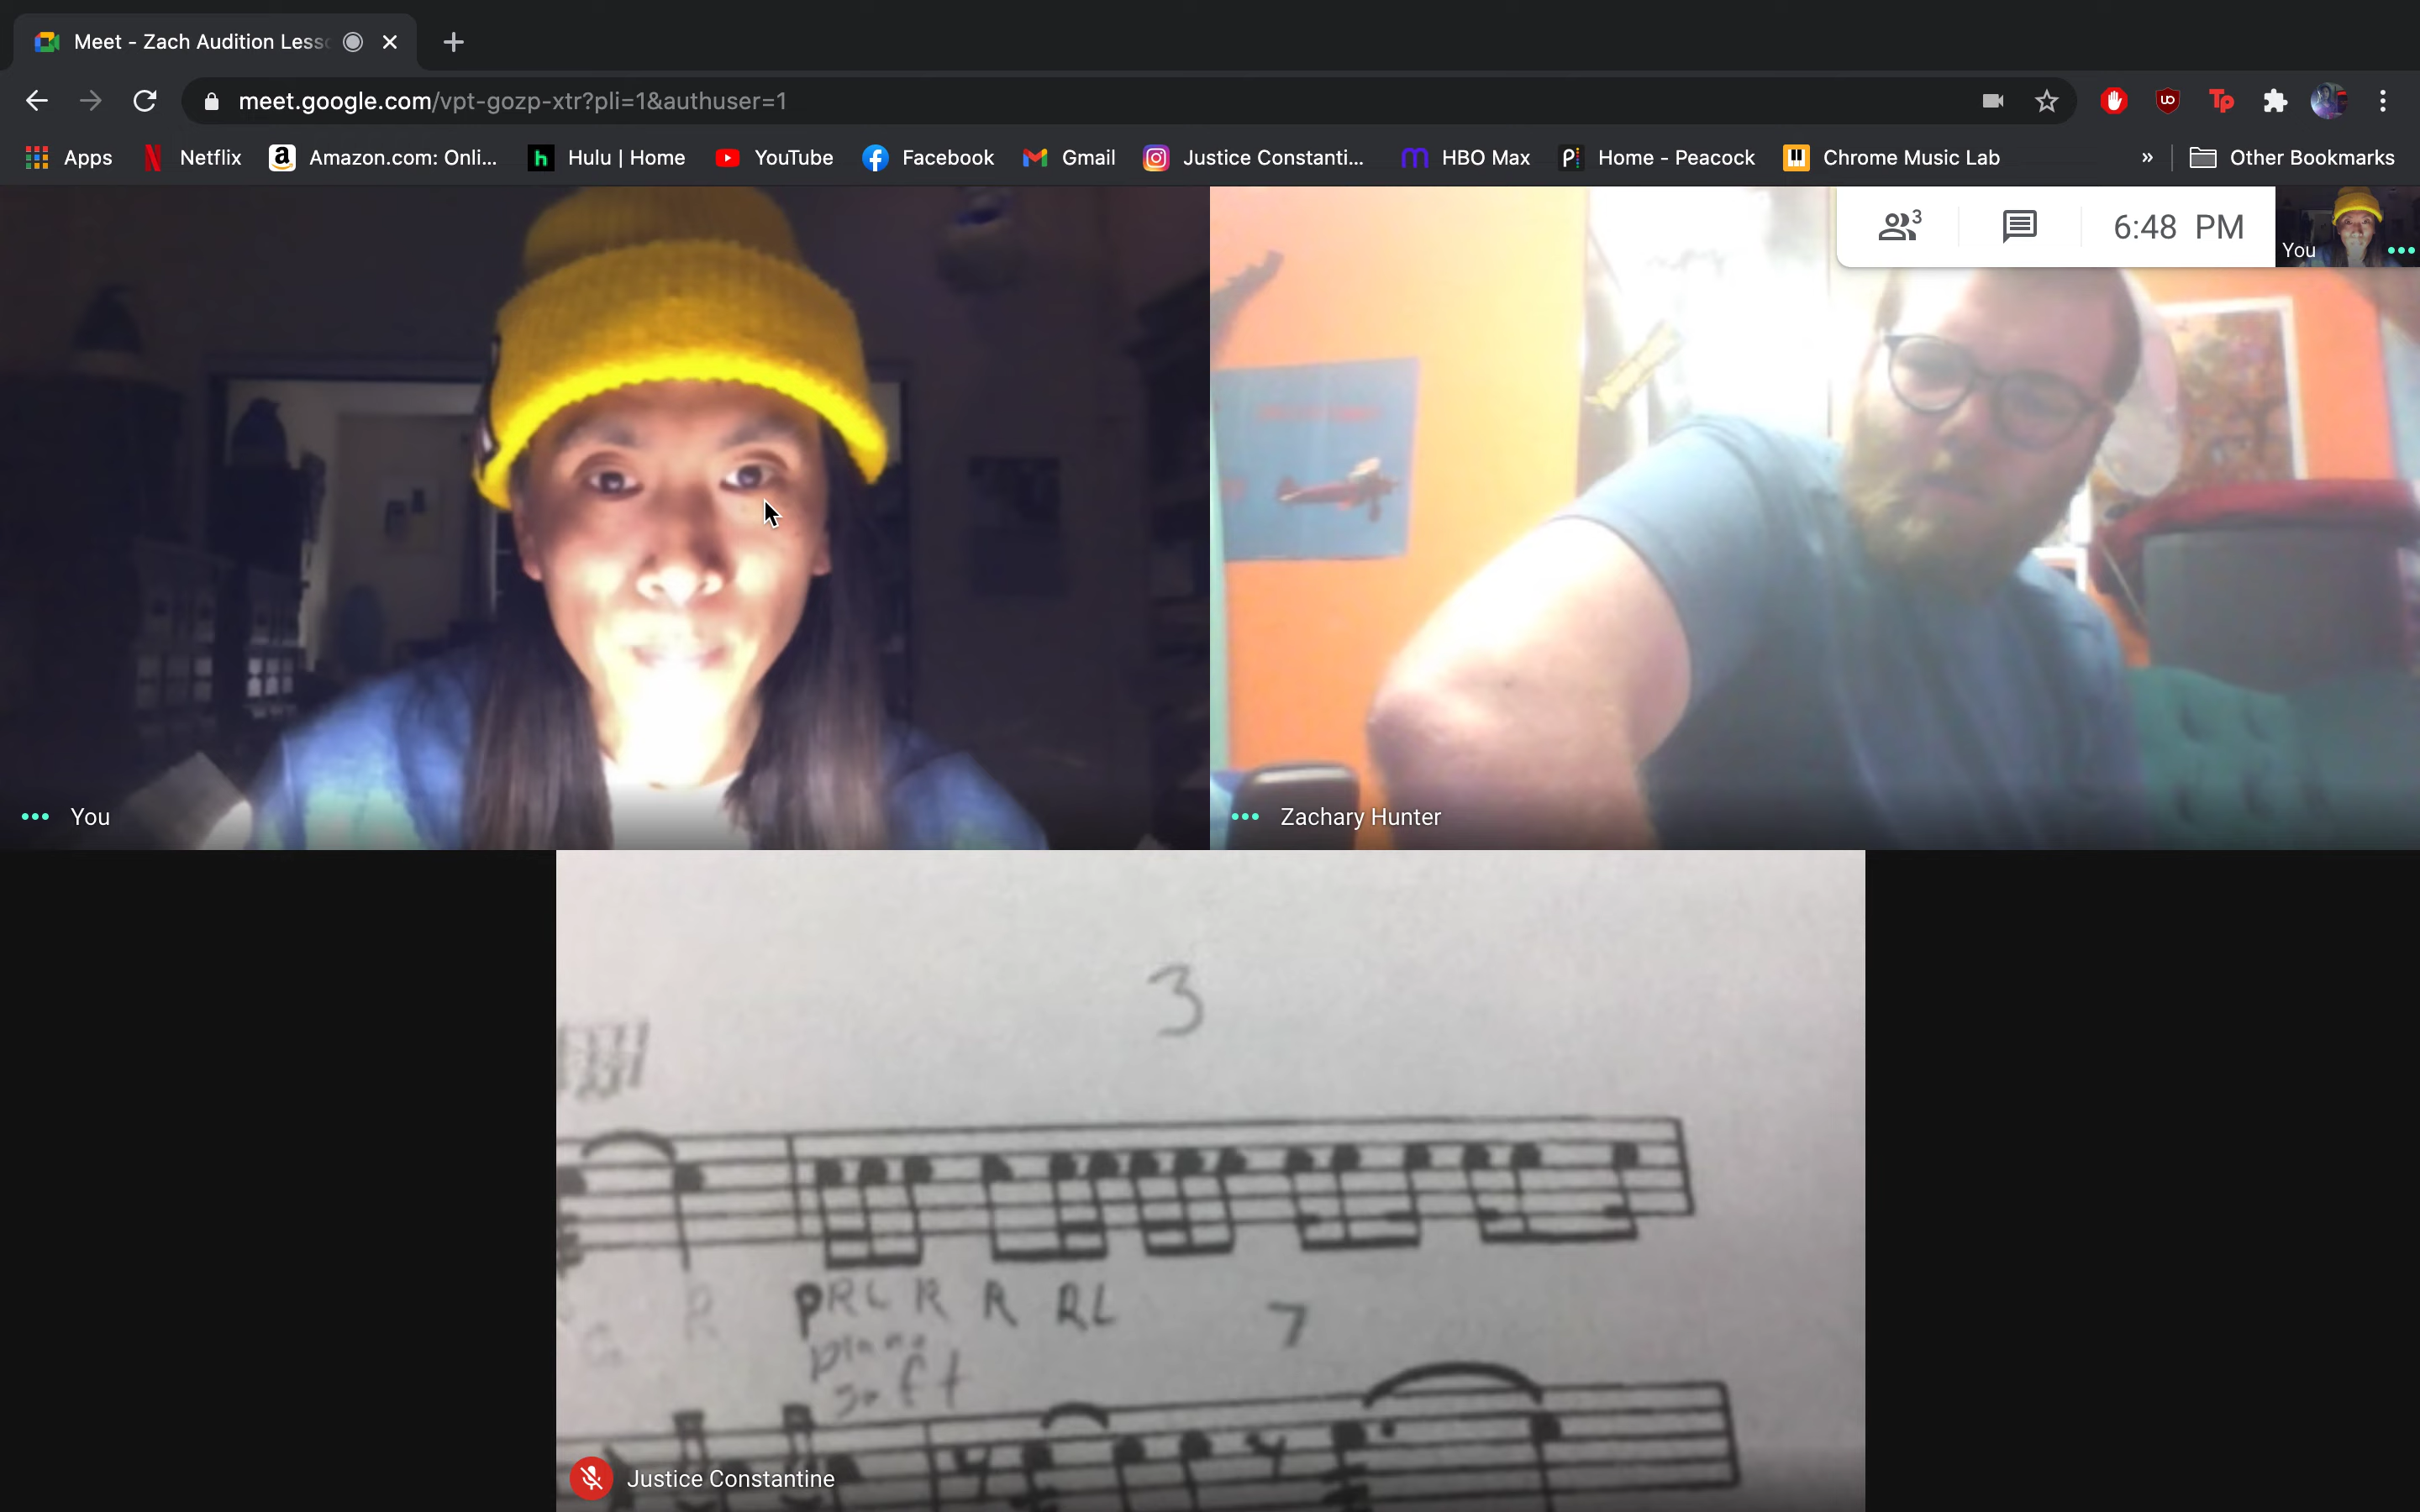 Meet - Zach Audition Less
meet.google.com/vpt-gozp-xtr?pli=1&authuser=1
Apps Netflix Amazon.com: Onli... Hulu | Home YouTube Facebook Gmail Justice Constanti... HBO Max Home - Peacock Chrome Music Lab » Other Bookmarks
3 6:48 PM
You
You
Zachary Hunter
3
R p R L R R R L 7
piano
soft
Justice Constantine